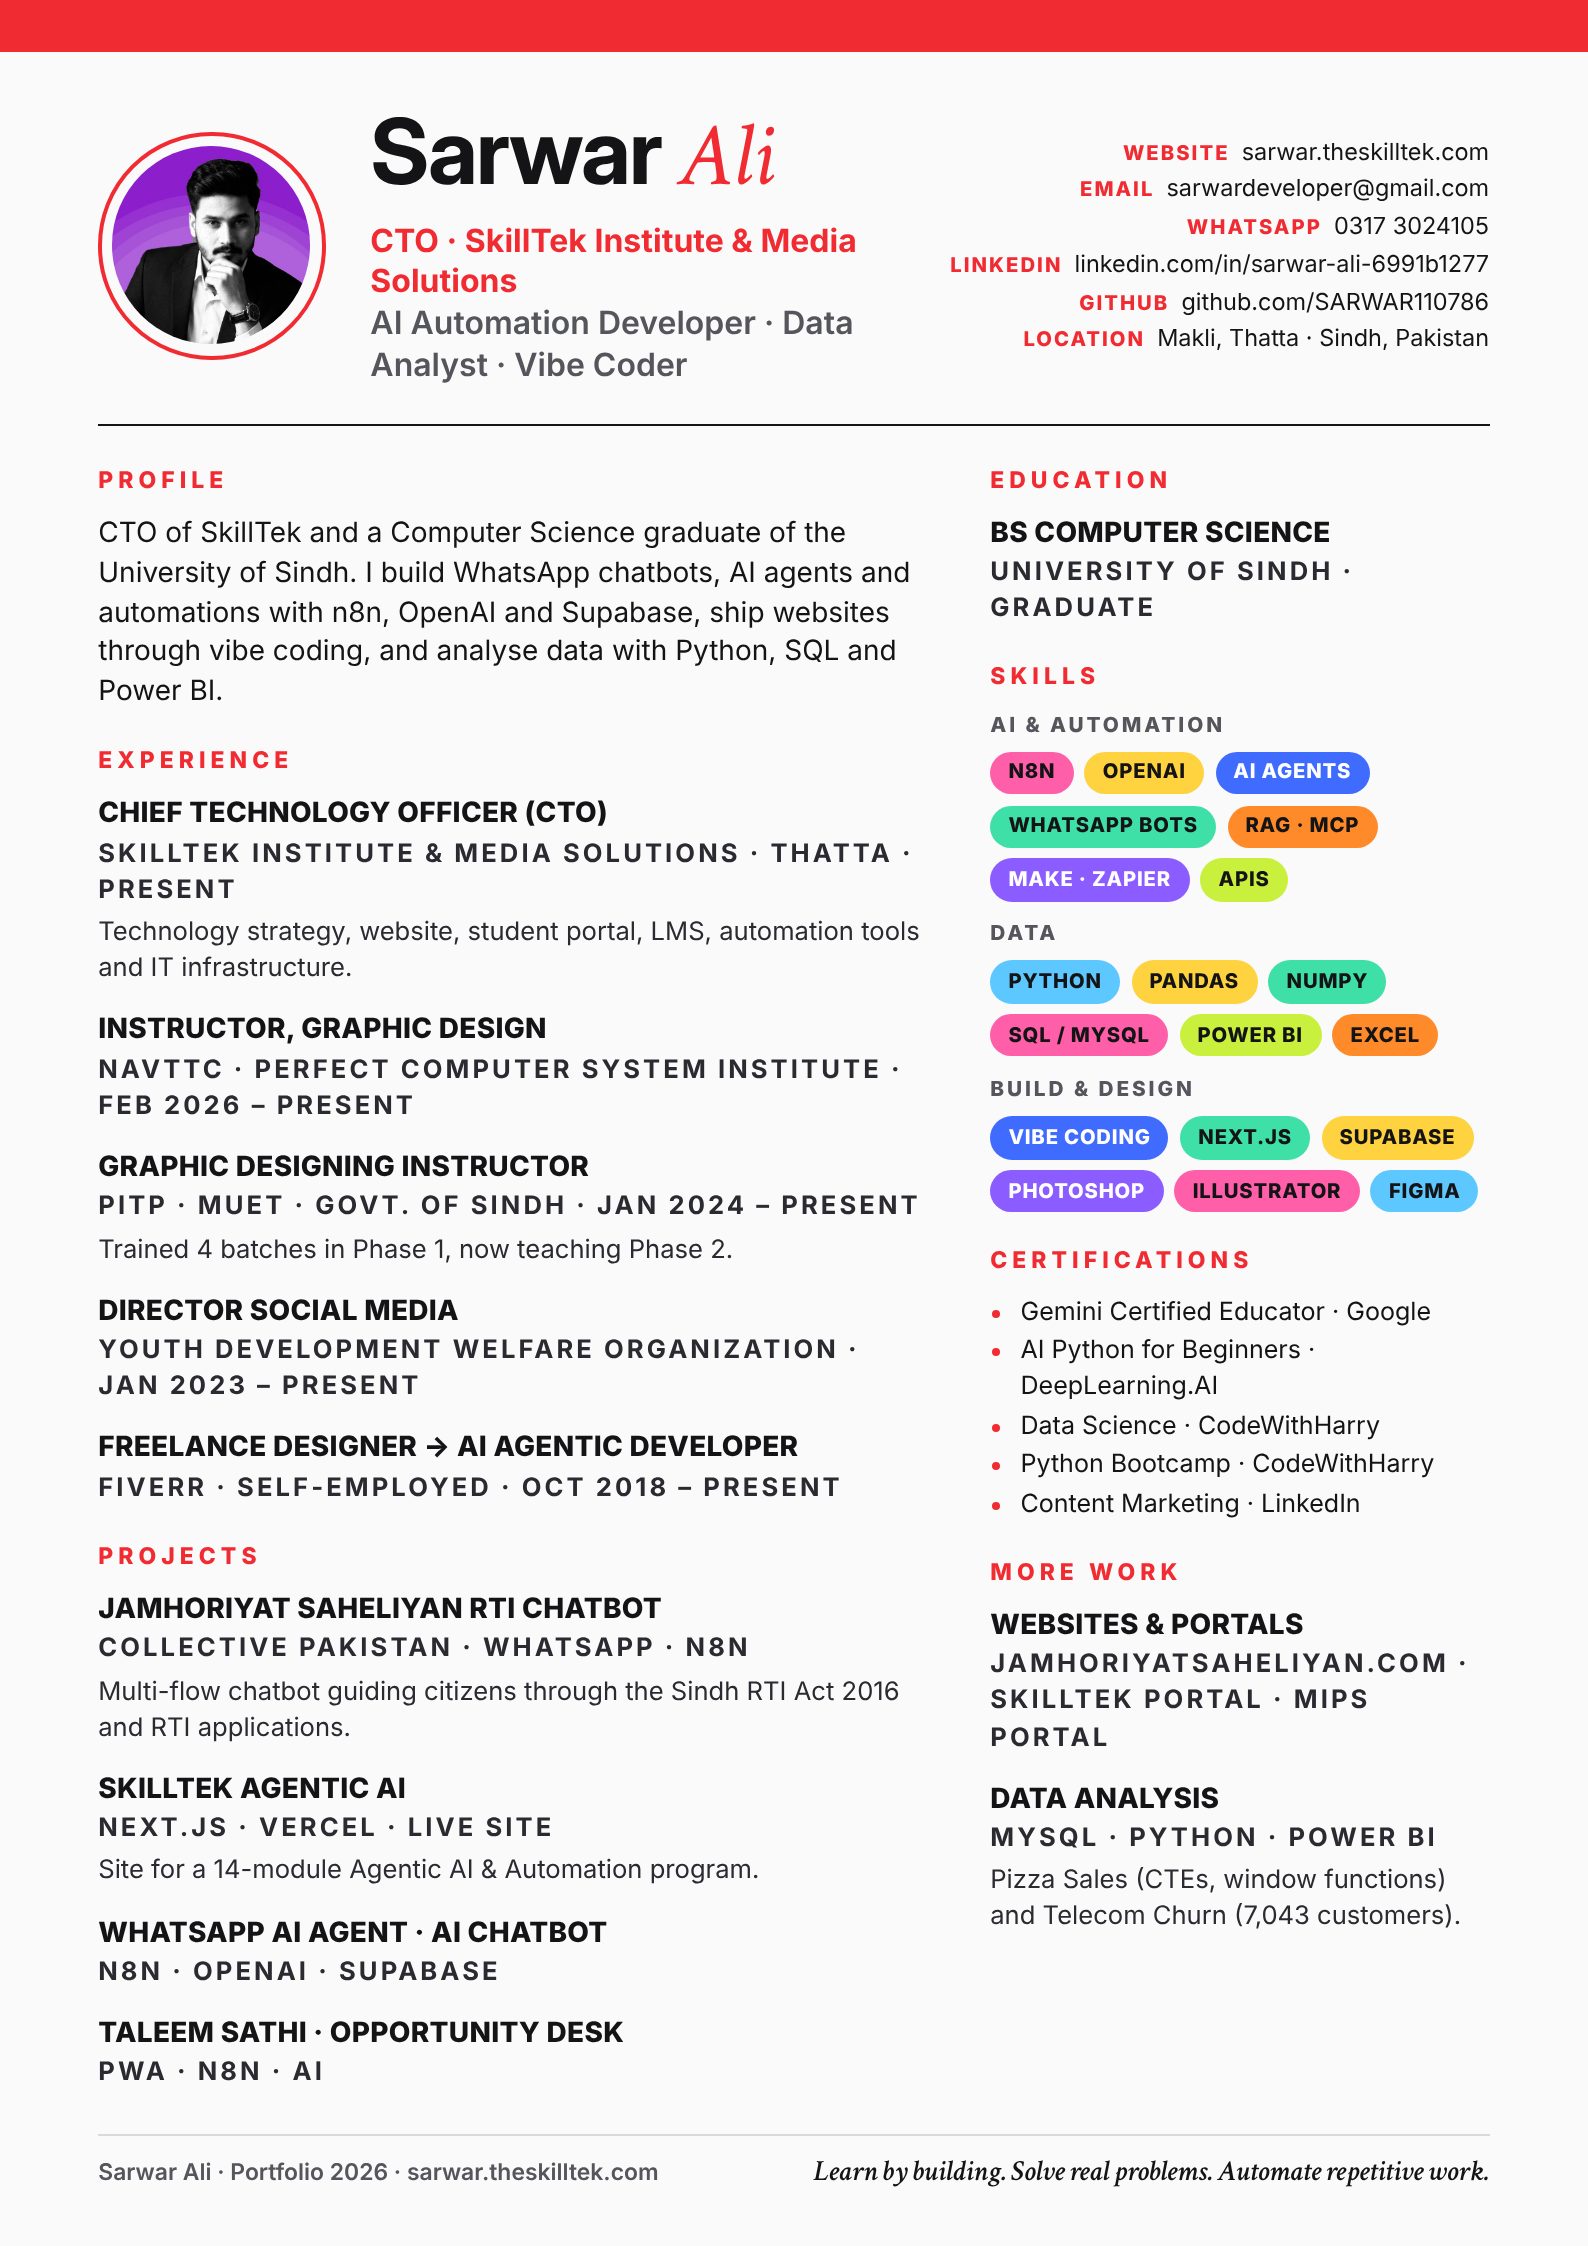 Sarwar Ali
CTO · SkillTek Institute & Media
Solutions
AI Automation Developer · Data
Analyst · Vibe Coder
WEBSITE sarwar.theskilltek.com
EMAIL sarwardeveloper@gmail.com
WHATSAPP 0317 3024105
LINKEDIN linkedin.com/in/sarwar-ali-6991b1277
GITHUB github.com/SARWAR110786
LOCATION Makli, Thatta · Sindh, Pakistan
PROFILE
CTO of SkillTek and a Computer Science graduate of the
University of Sindh. I build WhatsApp chatbots, AI agents and
automations with n8n, OpenAI and Supabase, ship websites
through vibe coding, and analyse data with Python, SQL and
Power BI.
EXPERIENCE
CHIEF TECHNOLOGY OFFICER (CTO)
SKILLTEK INSTITUTE & MEDIA SOLUTIONS · THATTA ·
PRESENT
Technology strategy, website, student portal, LMS, automation tools
and IT infrastructure.
INSTRUCTOR, GRAPHIC DESIGN
NAVTTC · PERFECT COMPUTER SYSTEM INSTITUTE ·
FEB 2026 – PRESENT
GRAPHIC DESIGNING INSTRUCTOR
PITP · MUET · GOVT. OF SINDH · JAN 2024 – PRESENT
Trained 4 batches in Phase 1, now teaching Phase 2.
DIRECTOR SOCIAL MEDIA
YOUTH DEVELOPMENT WELFARE ORGANIZATION ·
JAN 2023 – PRESENT
FREELANCE DESIGNER → AI AGENTIC DEVELOPER
FIVERR · SELF-EMPLOYED · OCT 2018 – PRESENT
PROJECTS
JAMHORIYAT SAHELIYAN RTI CHATBOT
COLLECTIVE PAKISTAN · WHATSAPP · N8N
Multi-flow chatbot guiding citizens through the Sindh RTI Act 2016
and RTI applications.
SKILLTEK AGENTIC AI
NEXT.JS · VERCEL · LIVE SITE
Site for a 14-module Agentic AI & Automation program.
WHATSAPP AI AGENT · AI CHATBOT
N8N · OPENAI · SUPABASE
TALEEM SATHI · OPPORTUNITY DESK
PWA · N8N · AI
EDUCATION
BS COMPUTER SCIENCE
UNIVERSITY OF SINDH ·
GRADUATE
SKILLS
AI & AUTOMATION
N8N OPENAI AI AGENTS
WHATSAPP BOTS RAG · MCP
MAKE · ZAPIER APIS
DATA
PYTHON PANDAS NUMPY
SQL / MYSQL POWER BI EXCEL
BUILD & DESIGN
VIBE CODING NEXT.JS SUPABASE
PHOTOSHOP ILLUSTRATOR FIGMA
CERTIFICATIONS
• Gemini Certified Educator · Google
• AI Python for Beginners ·
DeepLearning.AI
• Data Science · CodeWithHarry
• Python Bootcamp · CodeWithHarry
• Content Marketing · LinkedIn
MORE WORK
WEBSITES & PORTALS
JAMHORIYATSAHELIYAN.COM ·
SKILLTEK PORTAL · MIPS
PORTAL
DATA ANALYSIS
MYSQL · PYTHON · POWER BI
Pizza Sales (CTEs, window functions)
and Telecom Churn (7,043 customers).
Sarwar Ali · Portfolio 2026 · sarwar.theskilltek.com
Learn by building. Solve real problems. Automate repetitive work.